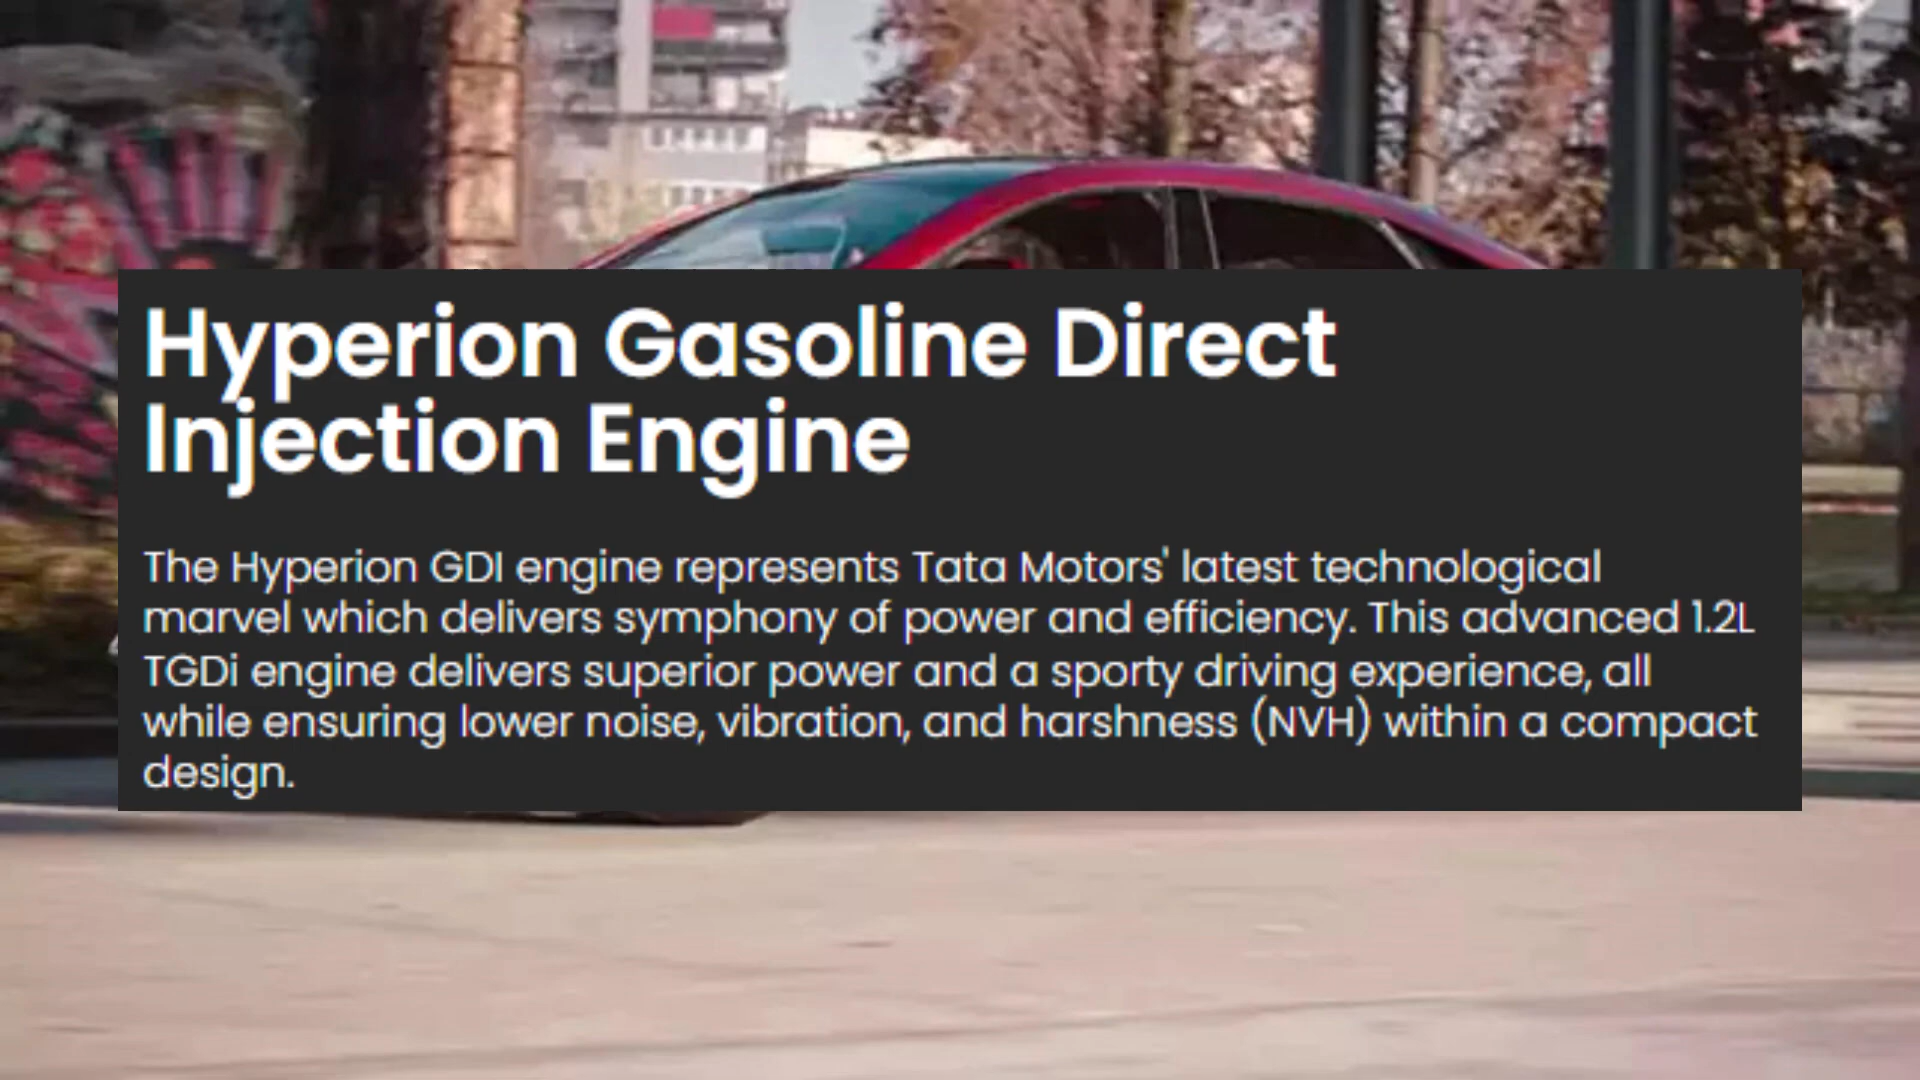 Hyperion Gasoline Direct
Injection Engine
The Hyperion GDI engine represents Tata Motors' latest technological
marvel which delivers symphony of power and efficiency. This advanced 1.2L
TGDi engine delivers superior power and a sporty driving experience, all
while ensuring lower noise, vibration, and harshness (NVH) within a compact
design.